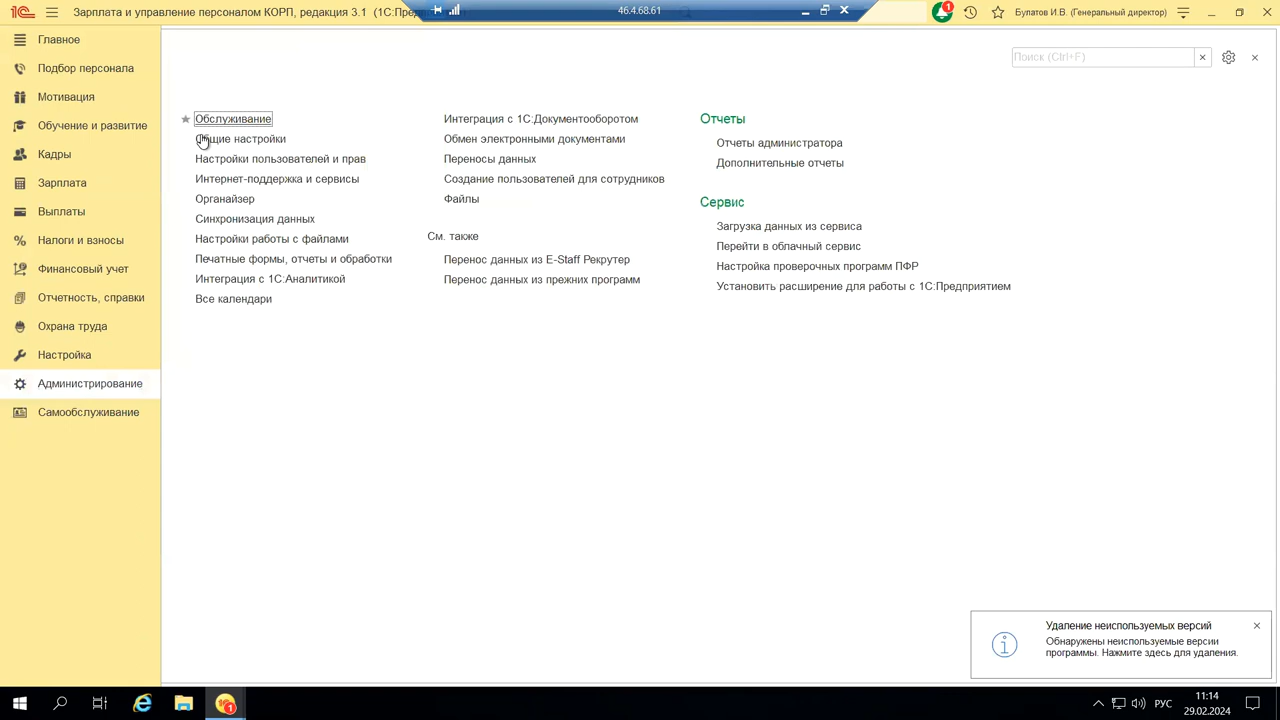 Зарплата и управление персоналом КОРП, редакция 3.1 (1С:Пред
46.4.68.61
1
Булатов И.В. (Генеральный директор)
Главное
Подбор персонала
Мотивация
Обучение и развитие
Кадры
Зарплата
Выплаты
Налоги и взносы
Финансовый учет
Отчетность, справки
Охрана труда
Настройка
Администрирование
Самообслуживание
Поиск (Ctrl+F)
Обслуживание
Общие настройки
Настройки пользователей и прав
Интернет-поддержка и сервисы
Органайзер
Синхронизация данных
Настройки работы с файлами
Печатные формы, отчеты и обработки
Интеграция с 1С:Аналитикой
Все календари
Интеграция с 1С:Документооборотом
Обмен электронными документами
Переносы данных
Создание пользователей для сотрудников
Файлы
См. также
Перенос данных из E-Staff Рекрутер
Перенос данных из прежних программ
Отчеты
Отчеты администратора
Дополнительные отчеты
Сервис
Загрузка данных из сервиса
Перейти в облачный сервис
Настройка проверочных программ ПФР
Установить расширение для работы с 1С:Предприятием
Удаление неиспользуемых версий
Обнаружены неиспользуемые версии
программы. Нажмите здесь для удаления.
1
РУС
11:14
29.02.2024